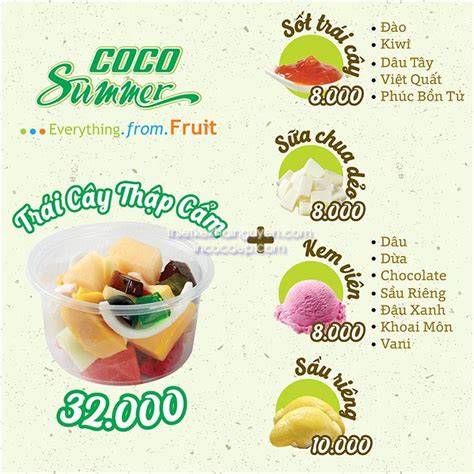 COCO
Summer
...Everything.from.Fruit
Trái Cây Thập Cẩm
32.000
+
Sốt trái cây
8.000
• Đào
• Kiwi
• Dâu Tây
• Việt Quất
• Phúc Bồn Tử
Sữa chua dẻo
8.000
Kem viên
8.000
• Dâu
• Dừa
• Chocolate
• Sầu Riêng
• Đậu Xanh
• Khoai Môn
• Vani
Sầu riêng
10.000